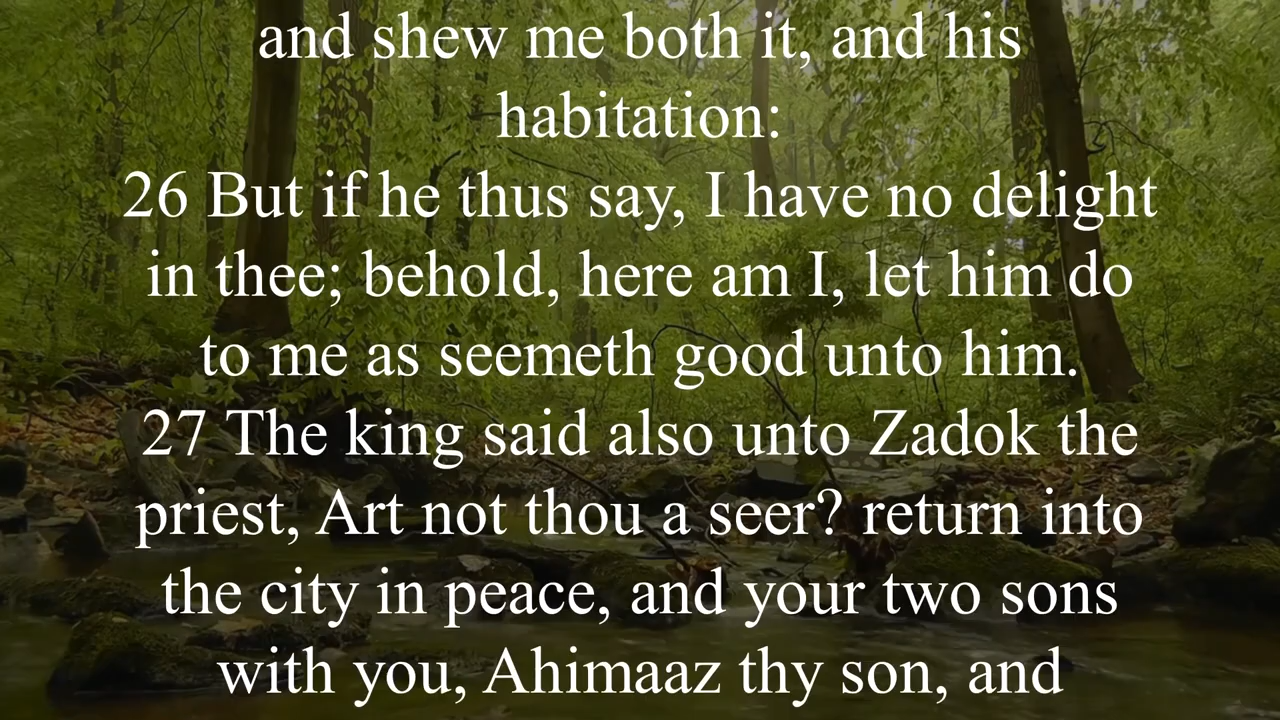 and shew me both it, and his
habitation:
26 But if he thus say, I have no delight
in thee; behold, here am I, let him do
to me as seemeth good unto him.
27 The king said also unto Zadok the
priest, Art not thou a seer? return into
the city in peace, and your two sons
with you, Ahimaaz thy son, and